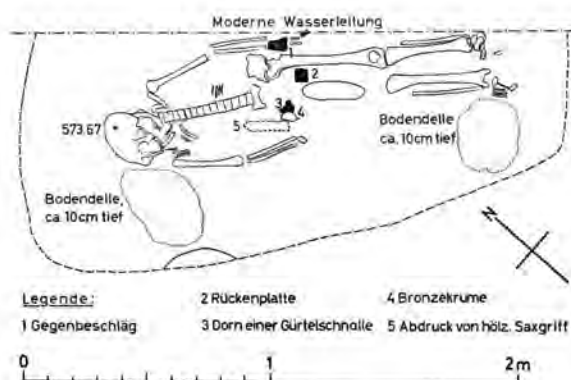 Moderne Wasserleitung
1
2
3
4
5
573.67
Bodendelle
ca. 10cm tief
Bodendelle,
ca. 10cm tief
N
Legende:
1 Gegenbeschläg
2 Rückenplatte
3 Dorn einer Gürtelschnalle
4 Bronzekrume
5 Abdruck von hölz. Saxgriff
0 1 2m